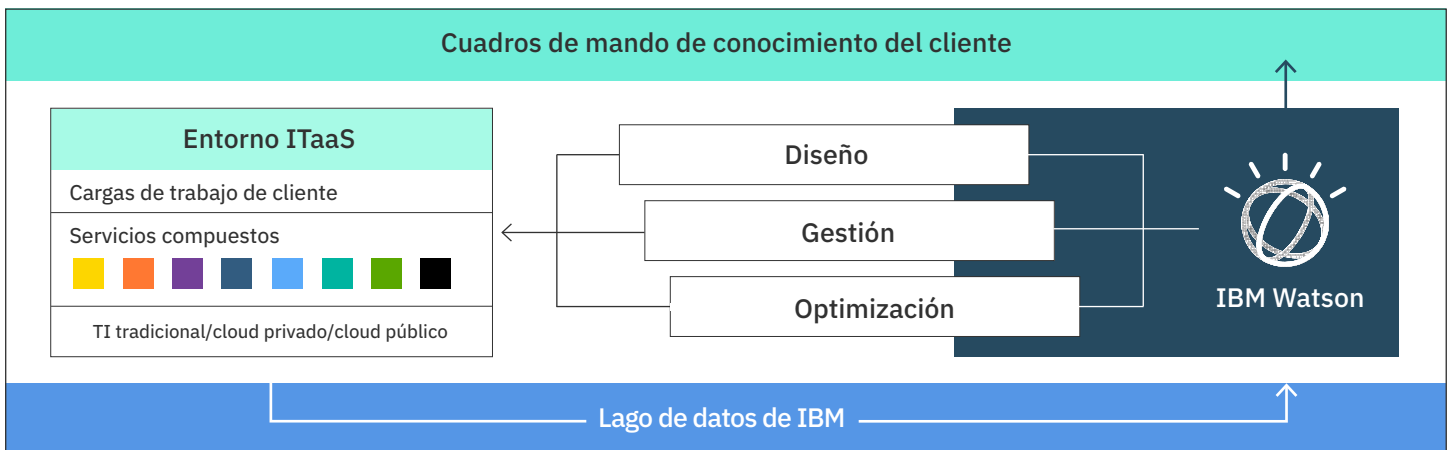 Cuadros de mando de conocimiento del cliente
Entorno ITaaS
Cargas de trabajo de cliente
Servicios compuestos
TI tradicional/cloud privado/cloud público
Diseño
Gestión
Optimización
IBM Watson
Lago de datos de IBM